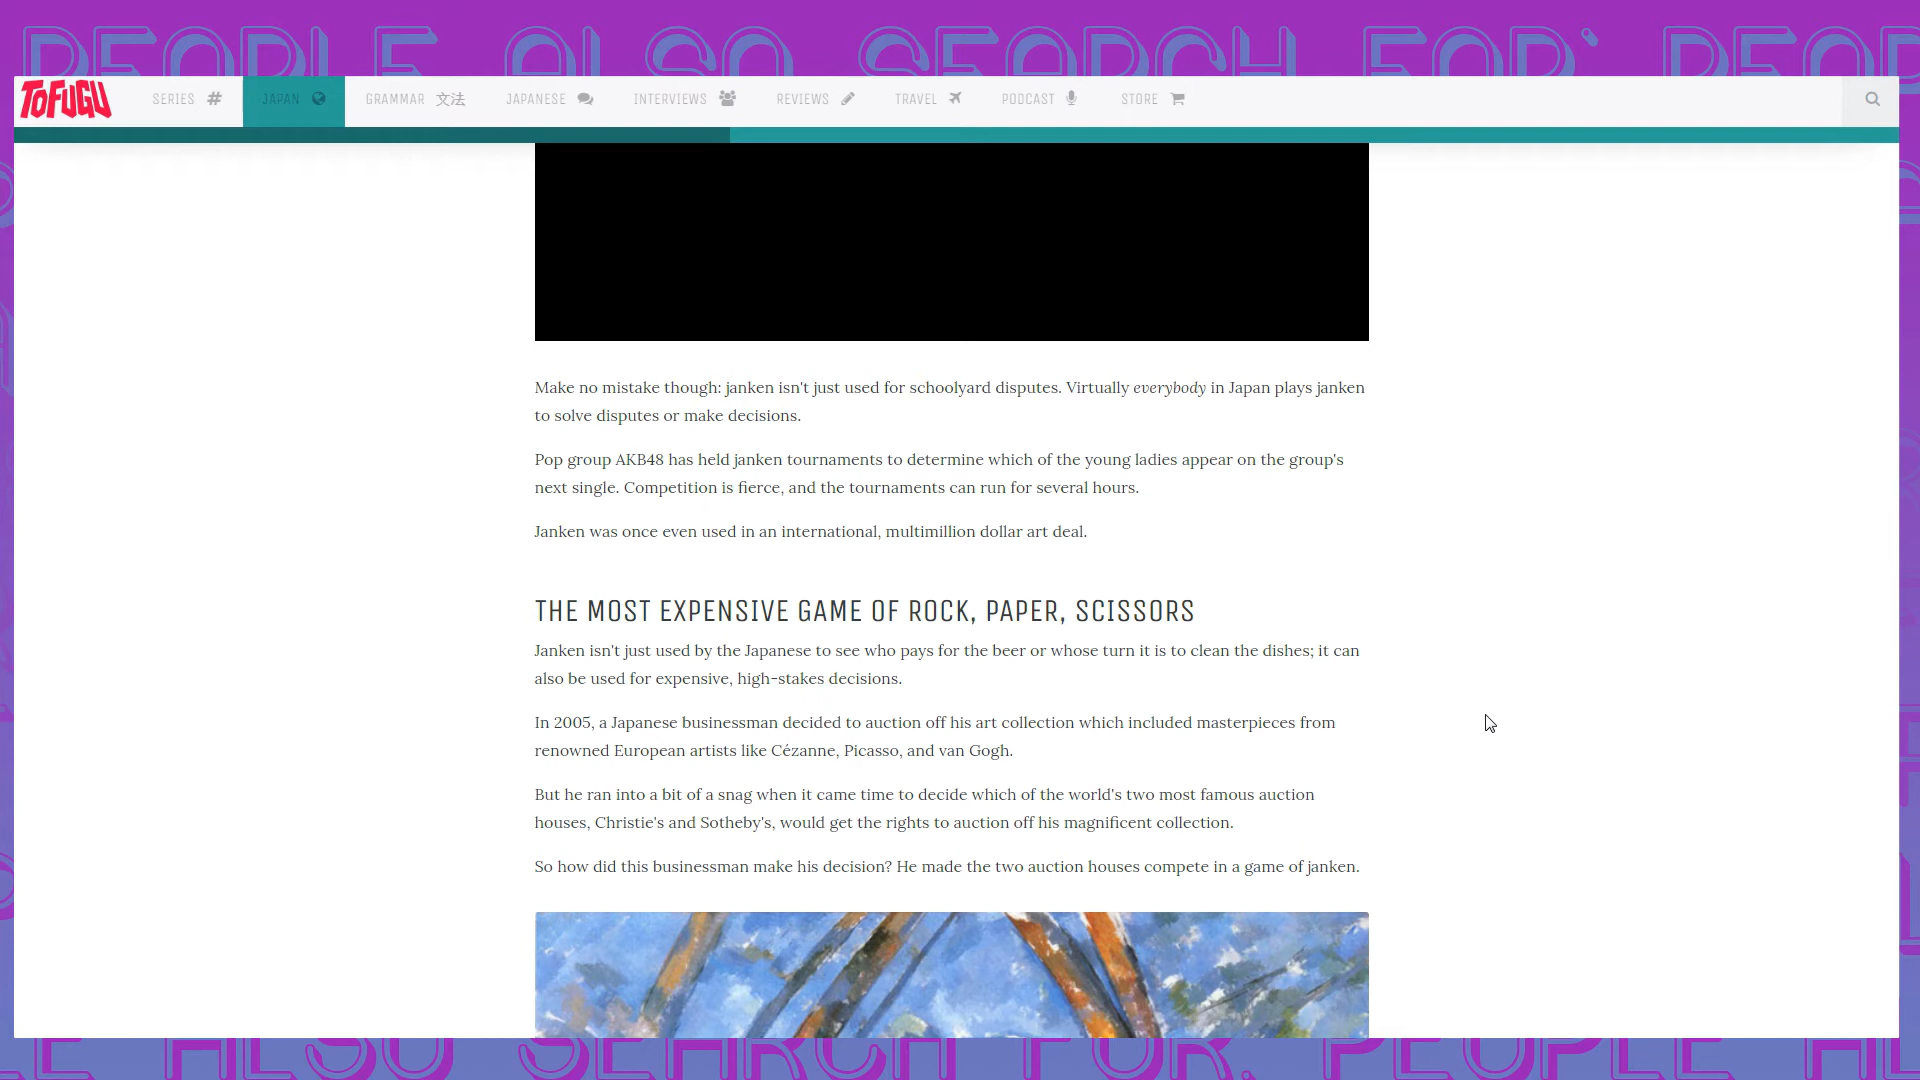 PEOPLE ALSO SEARCH FOR: PEOP
TOFUGU SERIES JAPAN GRAMMAR 文法 JAPANESE INTERVIEWS REVIEWS TRAVEL PODCAST STORE
Make no mistake though: janken isn't just used for schoolyard disputes. Virtually everybody in Japan plays janken
to solve disputes or make decisions.
Pop group AKB48 has held janken tournaments to determine which of the young ladies appear on the group's
next single. Competition is fierce, and the tournaments can run for several hours.
Janken was once even used in an international, multimillion dollar art deal.
THE MOST EXPENSIVE GAME OF ROCK, PAPER, SCISSORS
Janken isn't just used by the Japanese to see who pays for the beer or whose turn it is to clean the dishes; it can
also be used for expensive, high-stakes decisions.
In 2005, a Japanese businessman decided to auction off his art collection which included masterpieces from
renowned European artists like Cézanne, Picasso, and van Gogh.
But he ran into a bit of a snag when it came time to decide which of the world's two most famous auction
houses, Christie's and Sotheby's, would get the rights to auction off his magnificent collection.
So how did this businessman make his decision? He made the two auction houses compete in a game of janken.
LE ALSO SEARCH FOR: PEOPLE AL